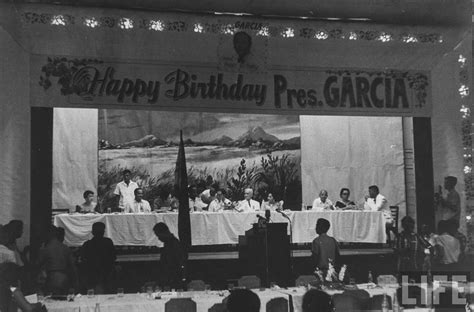 GARCIA
Happy Birthday Pres. GARCIA
LIFE